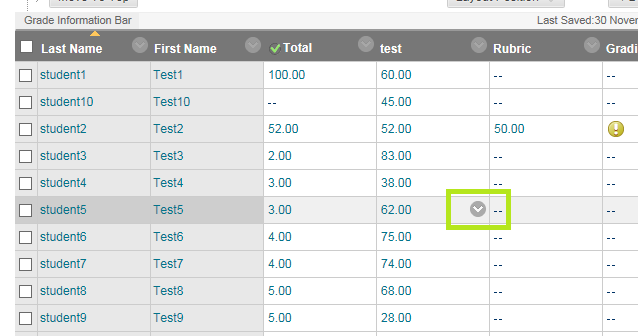 Move To Top Layout Position
Grade Information Bar Last Saved:30 Novem
Last Name First Name Total test Rubric Gradi
student1 Test1 100.00 60.00 -- --
student10 Test10 -- 45.00 -- --
student2 Test2 52.00 52.00 50.00
student3 Test3 2.00 83.00 -- --
student4 Test4 3.00 38.00 -- --
student5 Test5 3.00 62.00 -- --
student6 Test6 4.00 75.00 -- --
student7 Test7 4.00 74.00 -- --
student8 Test8 5.00 68.00 -- --
student9 Test9 5.00 28.00 -- --